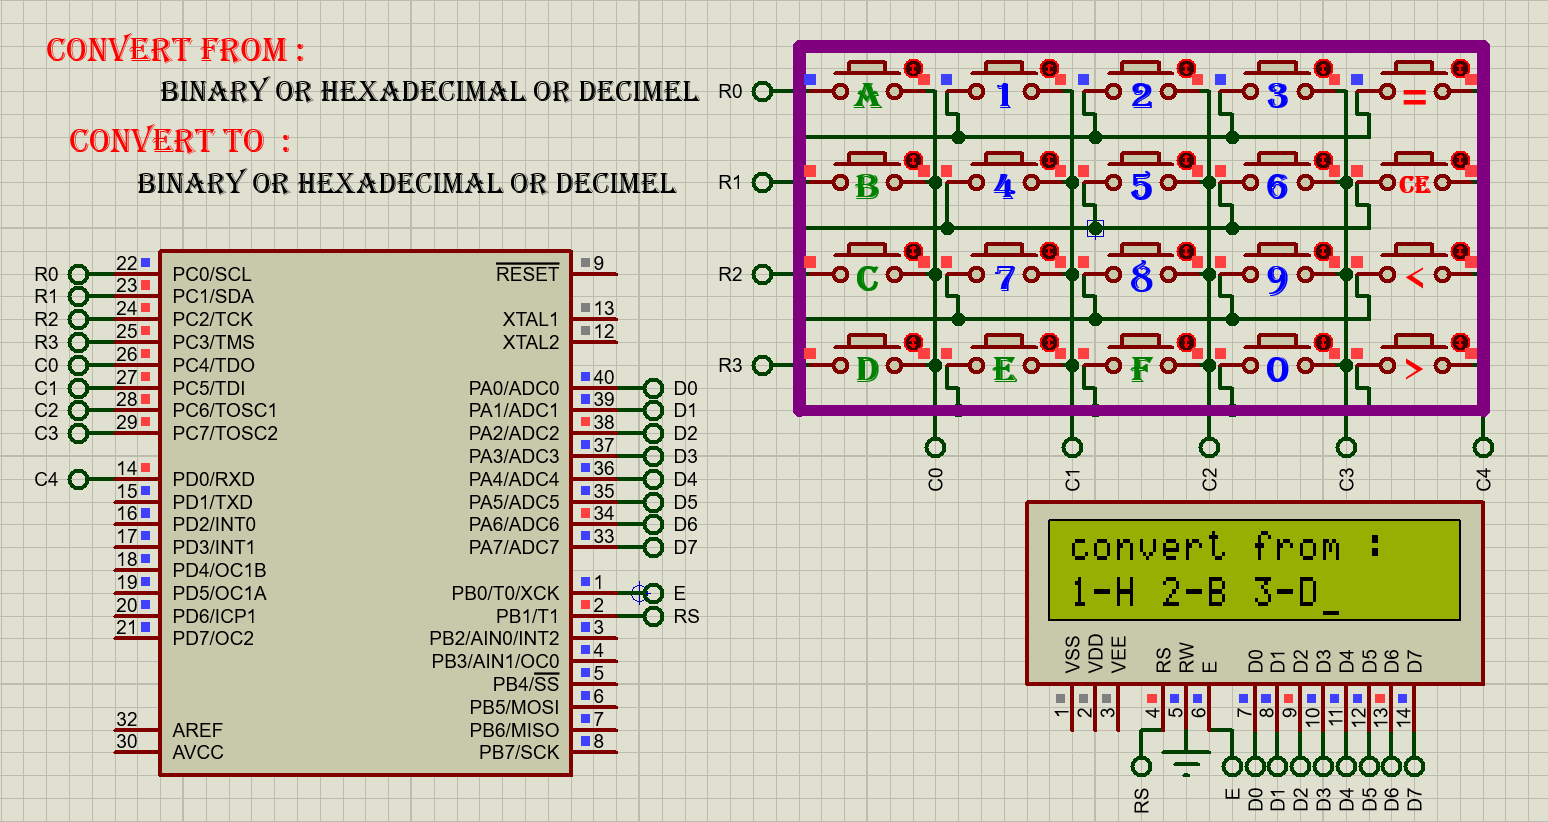 CONVERT FROM :
BINARY OR HEXADECIMAL OR DECIMEL
CONVERT TO :
BINARY OR HEXADECIMAL OR DECIMEL
R0 A 1 2 3 =
R1 B 4 5 6 CE
R2 C 7 8 9 <
R3 D E F 0 >
C0 C1 C2 C3 C4
R0 22 PC0/SCL RESET 9
R1 23 PC1/SDA
R2 24 PC2/TCK XTAL1 13
R3 25 PC3/TMS XTAL2 12
C0 26 PC4/TDO
C1 27 PC5/TDI PA0/ADC0 40 D0
C2 28 PC6/TOSC1 PA1/ADC1 39 D1
C3 29 PC7/TOSC2 PA2/ADC2 38 D2
PA3/ADC3 37 D3
C4 14 PD0/RXD PA4/ADC4 36 D4
15 PD1/TXD PA5/ADC5 35 D5
16 PD2/INT0 PA6/ADC6 34 D6
17 PD3/INT1 PA7/ADC7 33 D7
18 PD4/OC1B
19 PD5/OC1A PB0/T0/XCK 1 E
20 PD6/ICP1 PB1/T1 2 RS
21 PD7/OC2 PB2/AIN0/INT2 3
PB3/AIN1/OC0 4
PB4/SS 5
PB5/MOSI 6
32 AREF PB6/MISO 7
30 AVCC PB7/SCK 8
convert from :
1-H 2-B 3-D_
VSS VDD VEE RS RW E D0 D1 D2 D3 D4 D5 D6 D7
1 2 3 4 5 6 7 8 9 10 11 12 13 14
RS E D0 D1 D2 D3 D4 D5 D6 D7